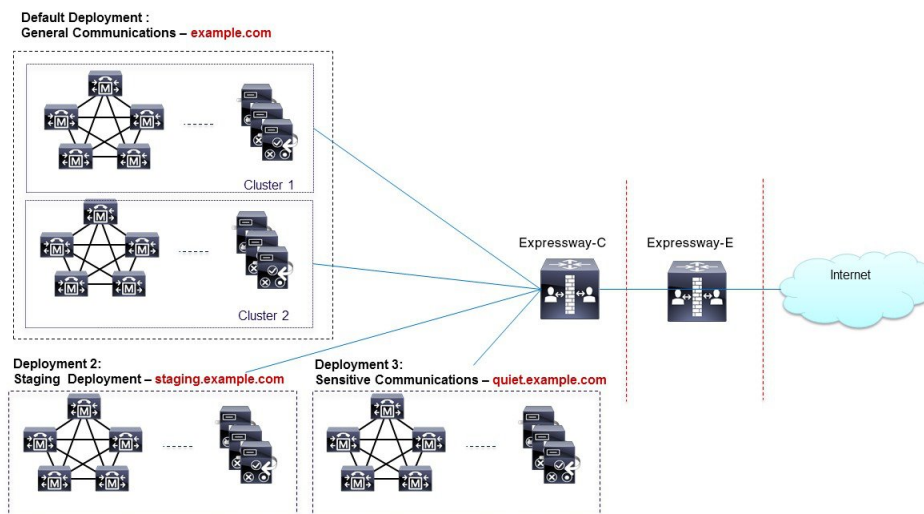 Default Deployment :
General Communications – example.com
M
M
M
M
M
Cluster 1
M
M
M
M
M
Cluster 2
Expressway-C
Expressway-E
Internet
Deployment 2:
Staging Deployment – staging.example.com
M
M
M
M
M
Deployment 3:
Sensitive Communications – quiet.example.com
M
M
M
M
M